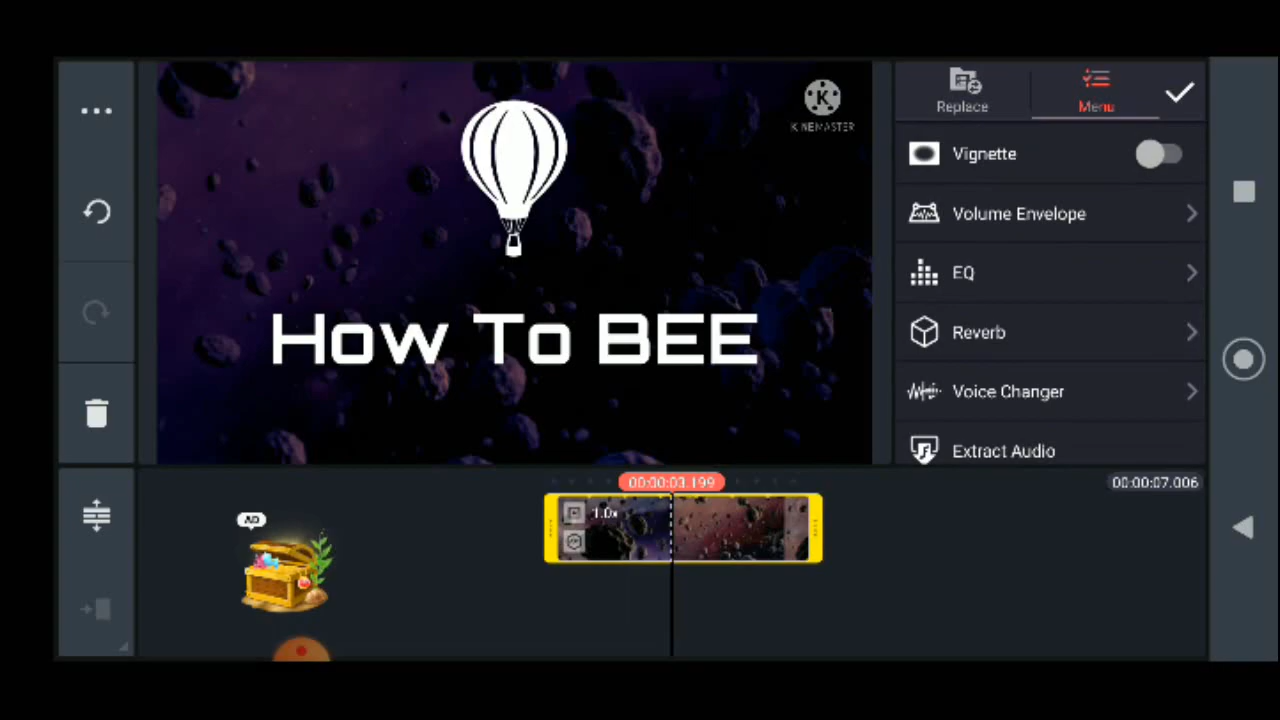 Replace
Menu
K
KINEMASTER
Vignette
Volume Envelope
How To BEE
EQ
Reverb
Voice Changer
Extract Audio
00:00:03.199
00:00:07.006
AD
1.0x